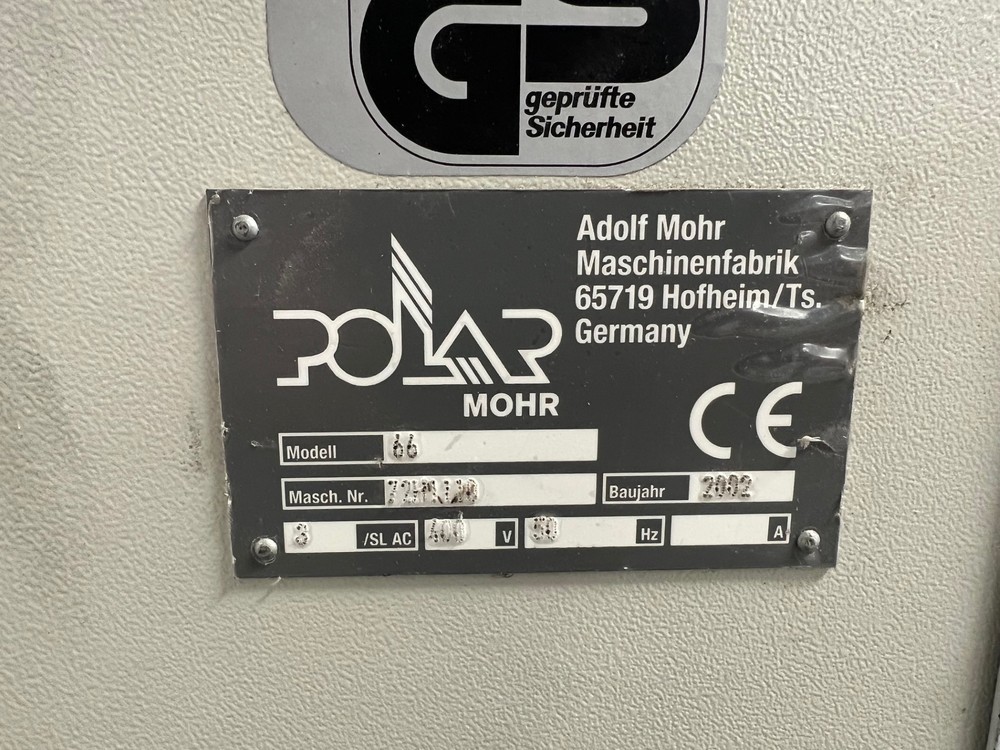 geprüfte
Sicherheit
Adolf Mohr
Maschinenfabrik
65719 Hofheim/Ts.
Germany
POLAR
MOHR
CE
Modell 66
Masch. Nr.
Baujahr 2002
3 /SL AC 400 V 50 Hz A